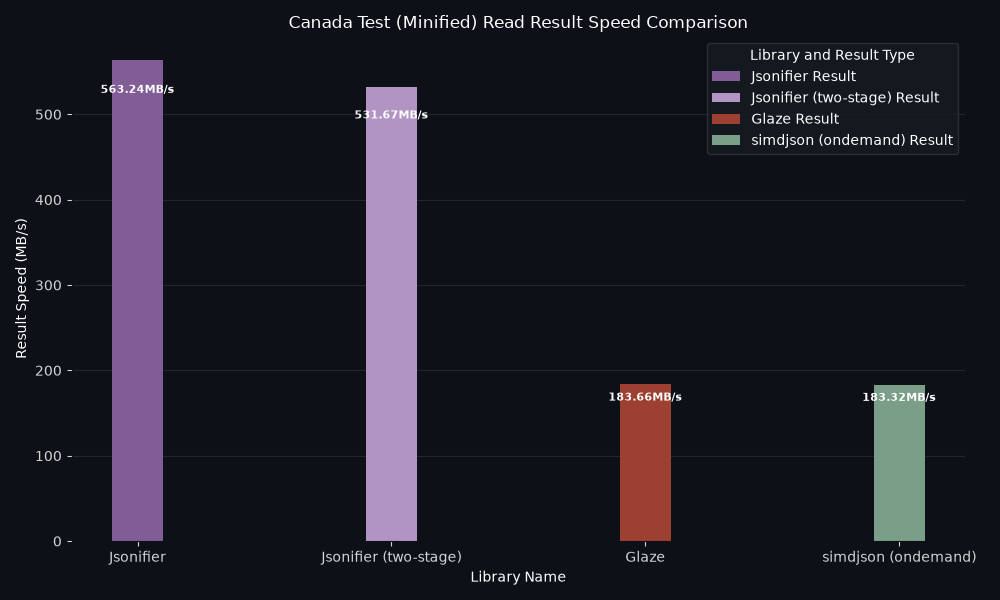 Canada Test (Minified) Read Result Speed Comparison
Library and Result Type
Jsonifier Result
Jsonifier (two-stage) Result
Glaze Result
simdjson (ondemand) Result
563.24MB/s
531.67MB/s
183.66MB/s
183.32MB/s
Result Speed (MB/s)
500
400
300
200
100
0
Jsonifier
Jsonifier (two-stage)
Glaze
simdjson (ondemand)
Library Name